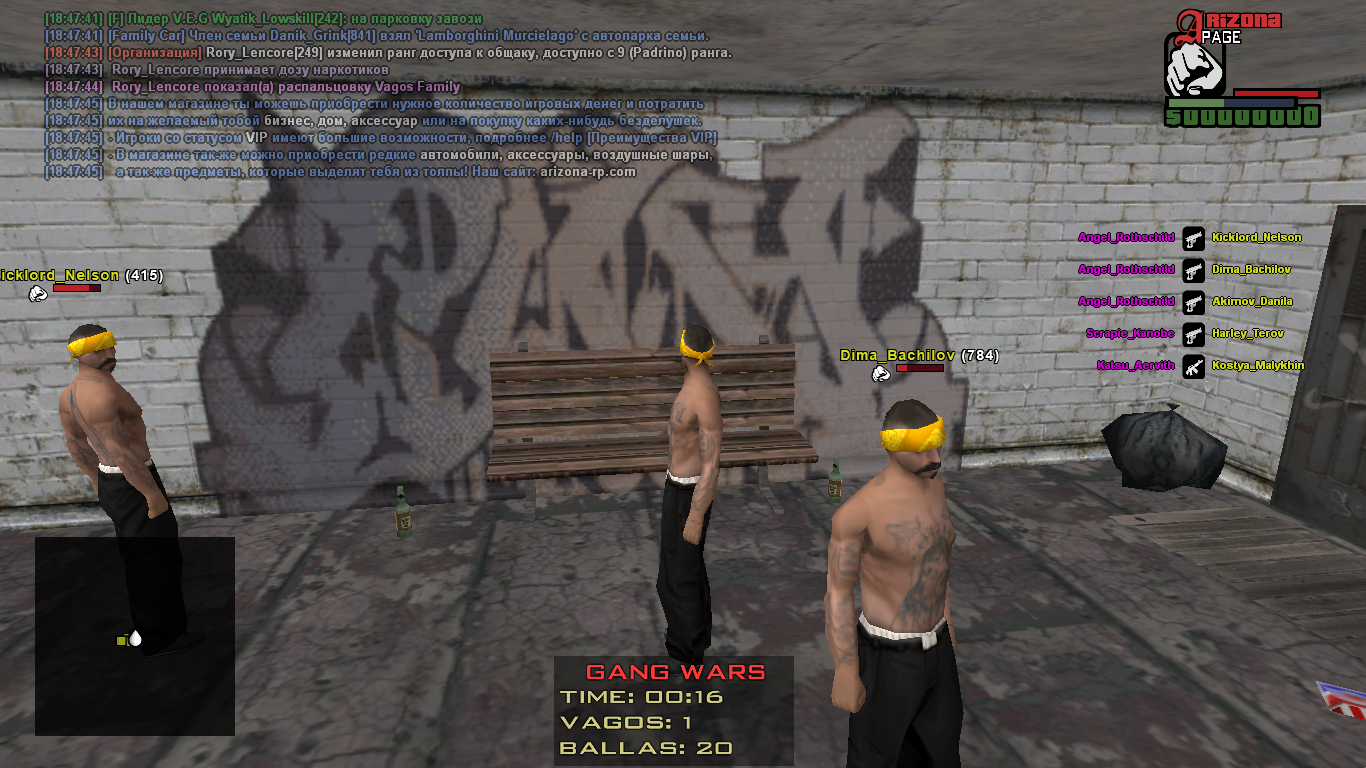 [18:47:41] [F] Лидер V.E.G Wyatik_Lowskill[242]: на парковку завози
[18:47:41] [Family Car] Член семьи Danik_Grink[841] взял 'Lamborghini Murcielago' с автопарка семьи.
[18:47:43] [Организация] Rory_Lencore[249] изменил ранг доступа к общаку, доступно с 9 (Padrino) ранга.
[18:47:43] Rory_Lencore принимает дозу наркотиков
[18:47:44] Rory_Lencore показал(а) распальцовку Vagos Family
[18:47:45] В нашем магазине ты можешь приобрести нужное количество игровых денег и потратить
[18:47:45] их на желаемый тобой бизнес, дом, аксессуар или на покупку каких-нибудь безделушек.
[18:47:45] - Игроки со статусом VIP имеют большие возможности, подробнее /help [Преимущества VIP]
[18:47:45] - В магазине так-же можно приобрести редкие автомобили, аксессуары, воздушные шары,
[18:47:45] а так-же предметы, которые выделят тебя из толпы! Наш сайт: arizona-rp.com
Arizona
PAGE
$00000000
Angel_Rothschild Kicklord_Nelson
Angel_Rothschild Dima_Bachilov
Angel_Rothschild Akimov_Danila
Scrapie_Kanobe Harley_Terov
Katsu_Aervith Kostya_Malykhin
icklord_Nelson (415)
Dima_Bachilov (784)
GANG WARS
TIME: 00:16
VAGOS: 1
BALLAS: 20